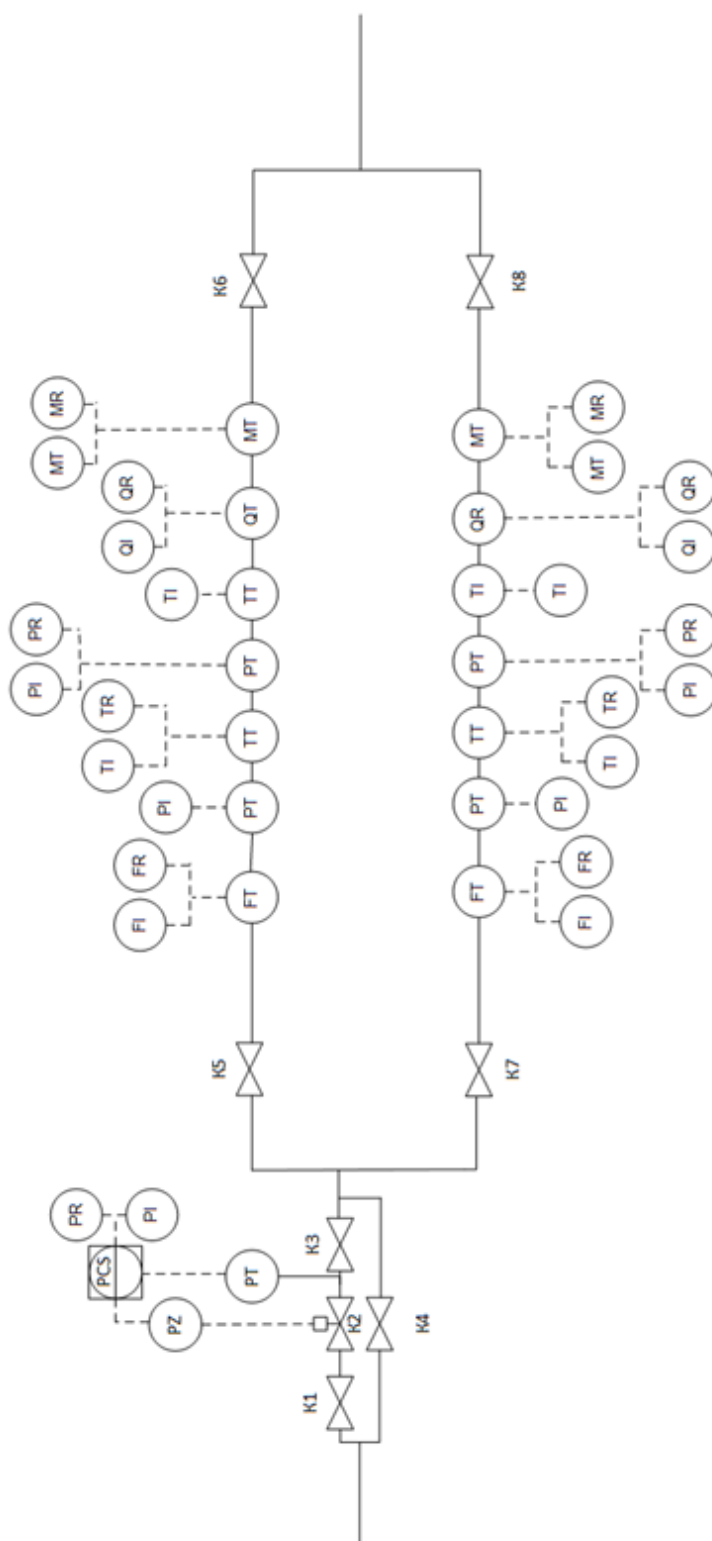 PR
PI
PCS
PZ
PT
K1
K2
K3
K4
K5
K6
FI
FR
PI
TI
TR
PI
PR
TI
QI
QR
MT
MR
FT
PT
TT
PT
TT
QT
MT
K7
K8
FT
PT
TT
PT
TI
QR
MT
FI
FR
PI
TI
TR
PI
PR
TI
QI
QR
MT
MR